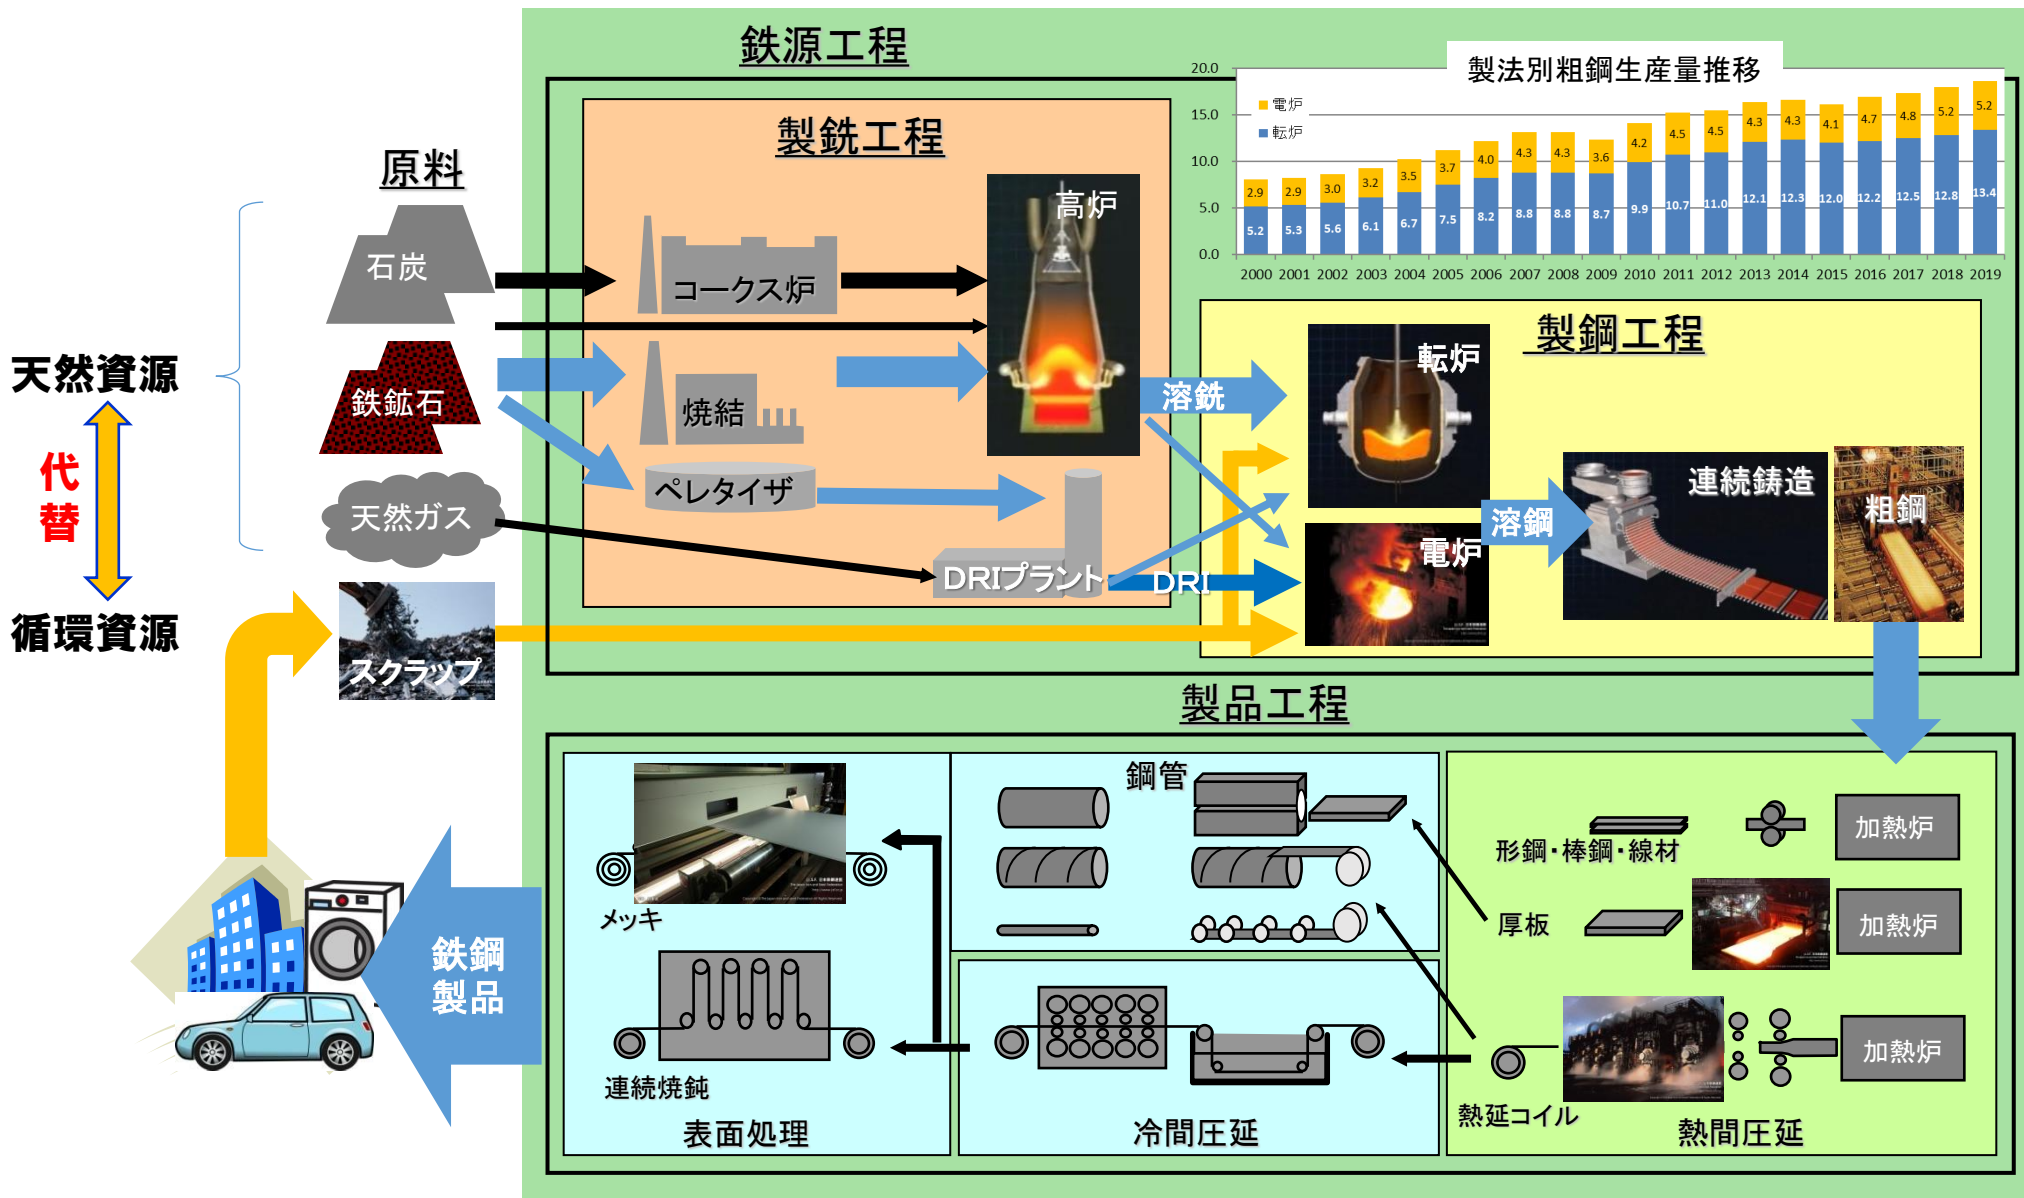 鉄源工程
製銑工程
原料
石炭
コークス炉
高炉
鉄鉱石
焼結
ペレタイザ
天然ガス
DRIプラント
スクラップ
天然資源
代替
循環資源
製法別粗鋼生産量推移
電炉
転炉
20.0
15.0
10.0
5.0
0.0
2.9 2.9 3.0 3.2 3.5 3.7 4.0 4.3 4.3 3.6 4.2 4.5 4.5 4.3 4.3 4.1 4.7 4.8 5.2 5.2
5.2 5.3 5.6 6.1 6.7 7.5 8.2 8.8 8.8 8.7 9.9 10.7 11.0 12.1 12.3 12.0 12.2 12.5 12.8 13.4
2000 2001 2002 2003 2004 2005 2006 2007 2008 2009 2010 2011 2012 2013 2014 2015 2016 2017 2018 2019
製鋼工程
転炉
溶銑
電炉
DRI
溶鋼
連続鋳造
粗鋼
製品工程
鋼管
加熱炉
形鋼・棒鋼・線材
厚板
加熱炉
加熱炉
熱延コイル
熱間圧延
冷間圧延
メッキ
連続焼鈍
表面処理
鉄鋼
製品